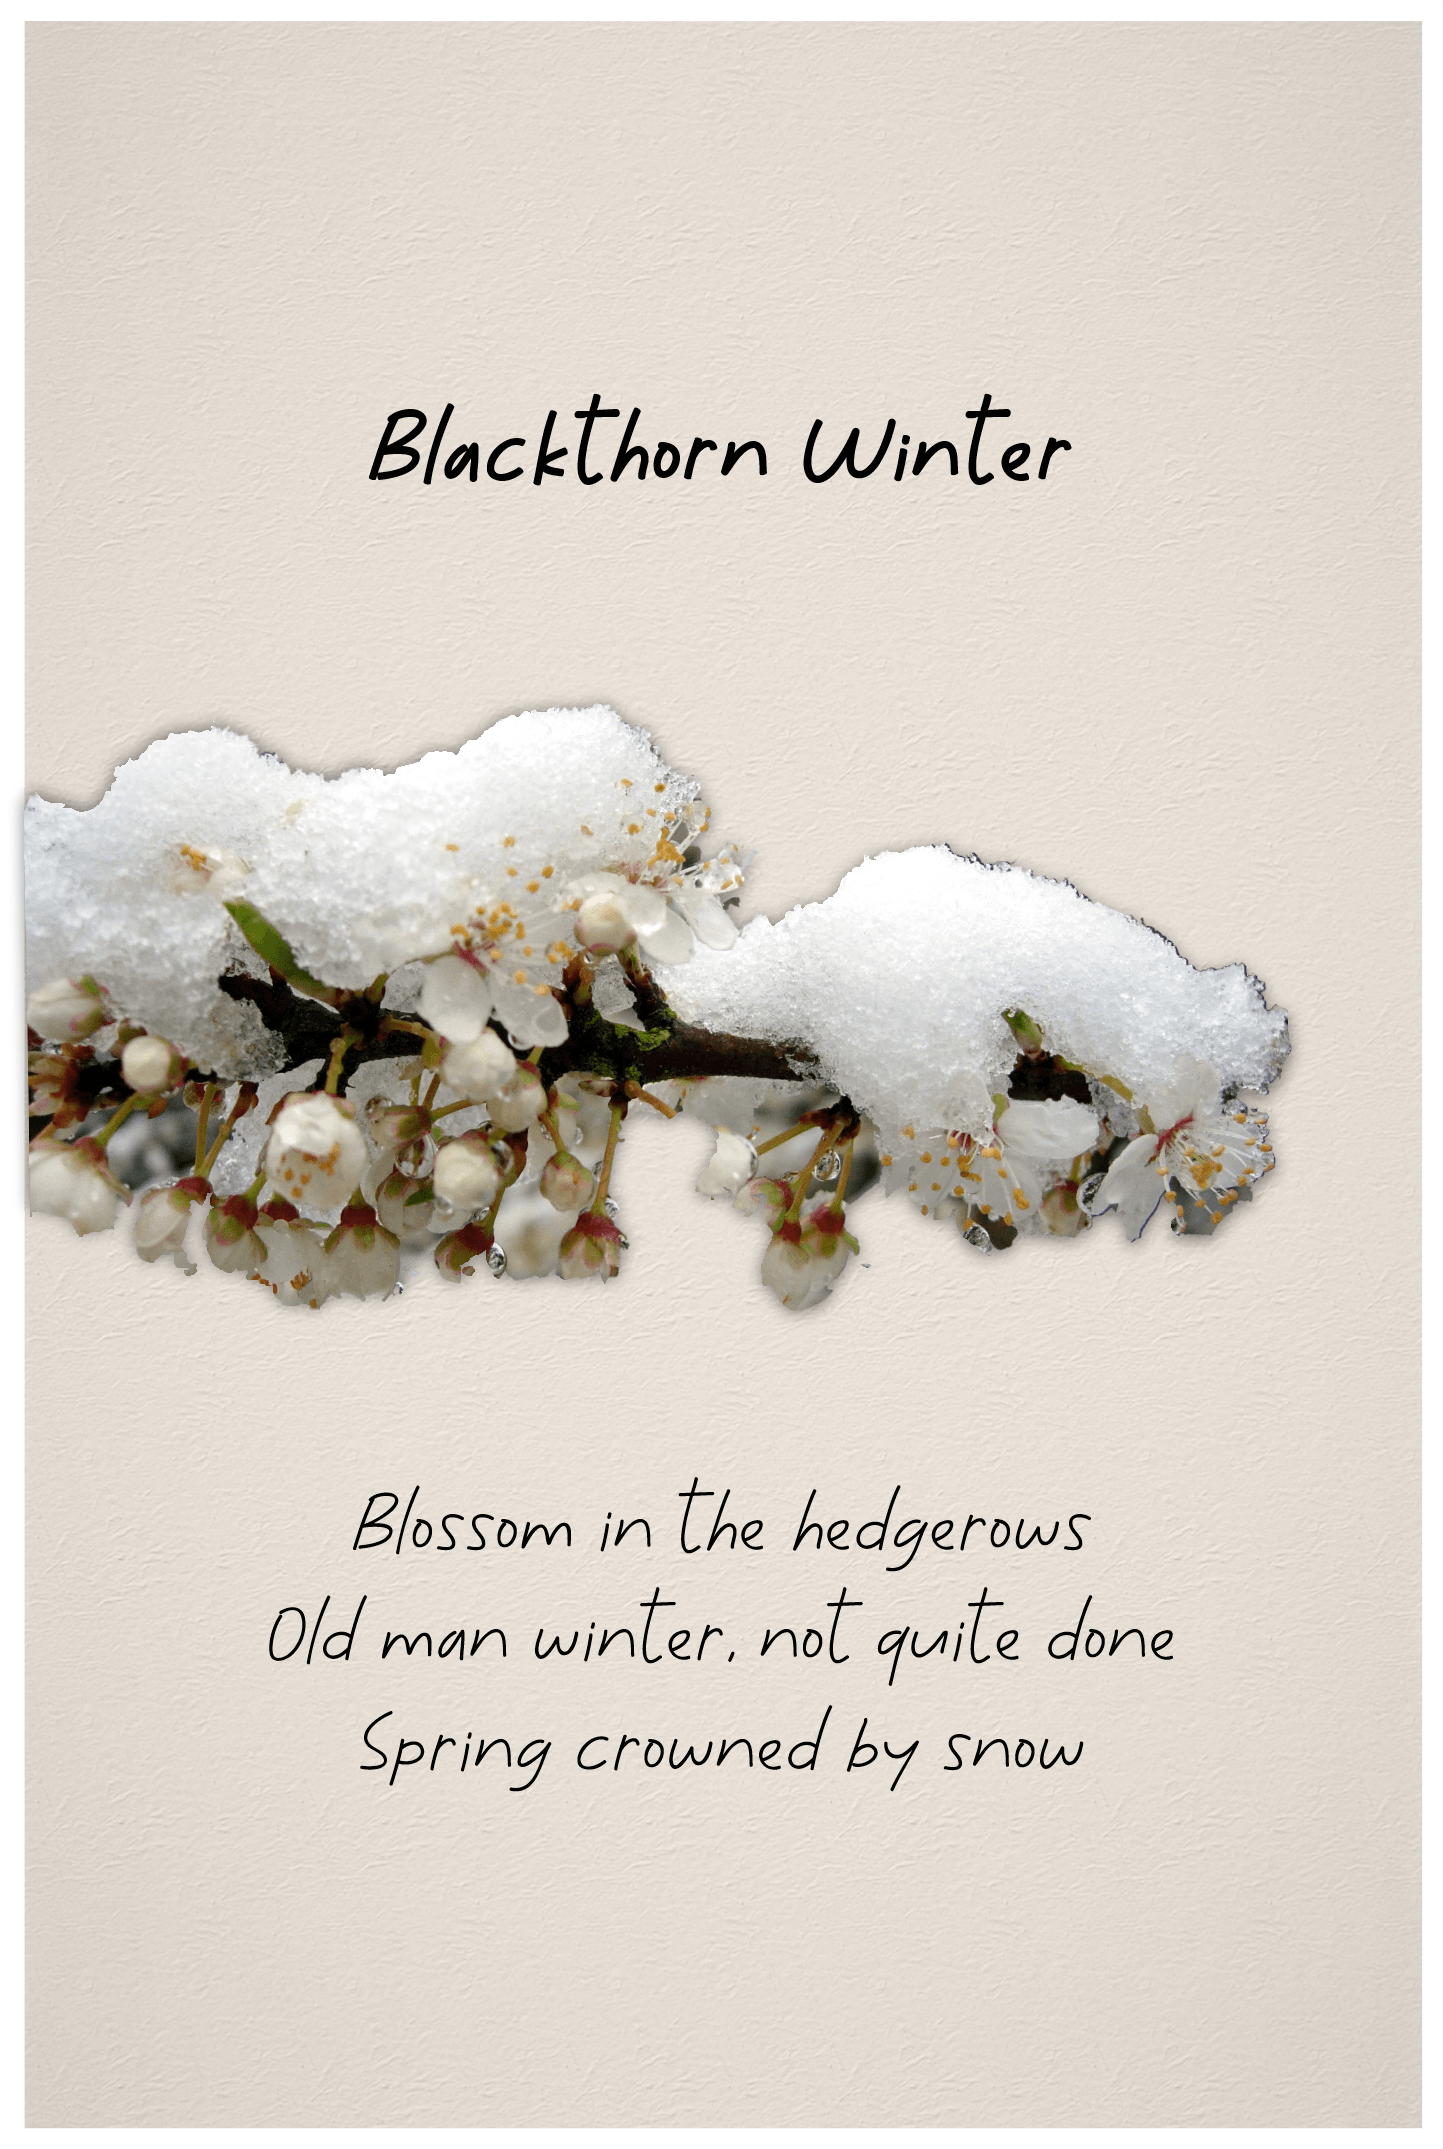 Blackthorn Winter
Blossom in the hedgerows
Old man winter, not quite done
Spring crowned by snow